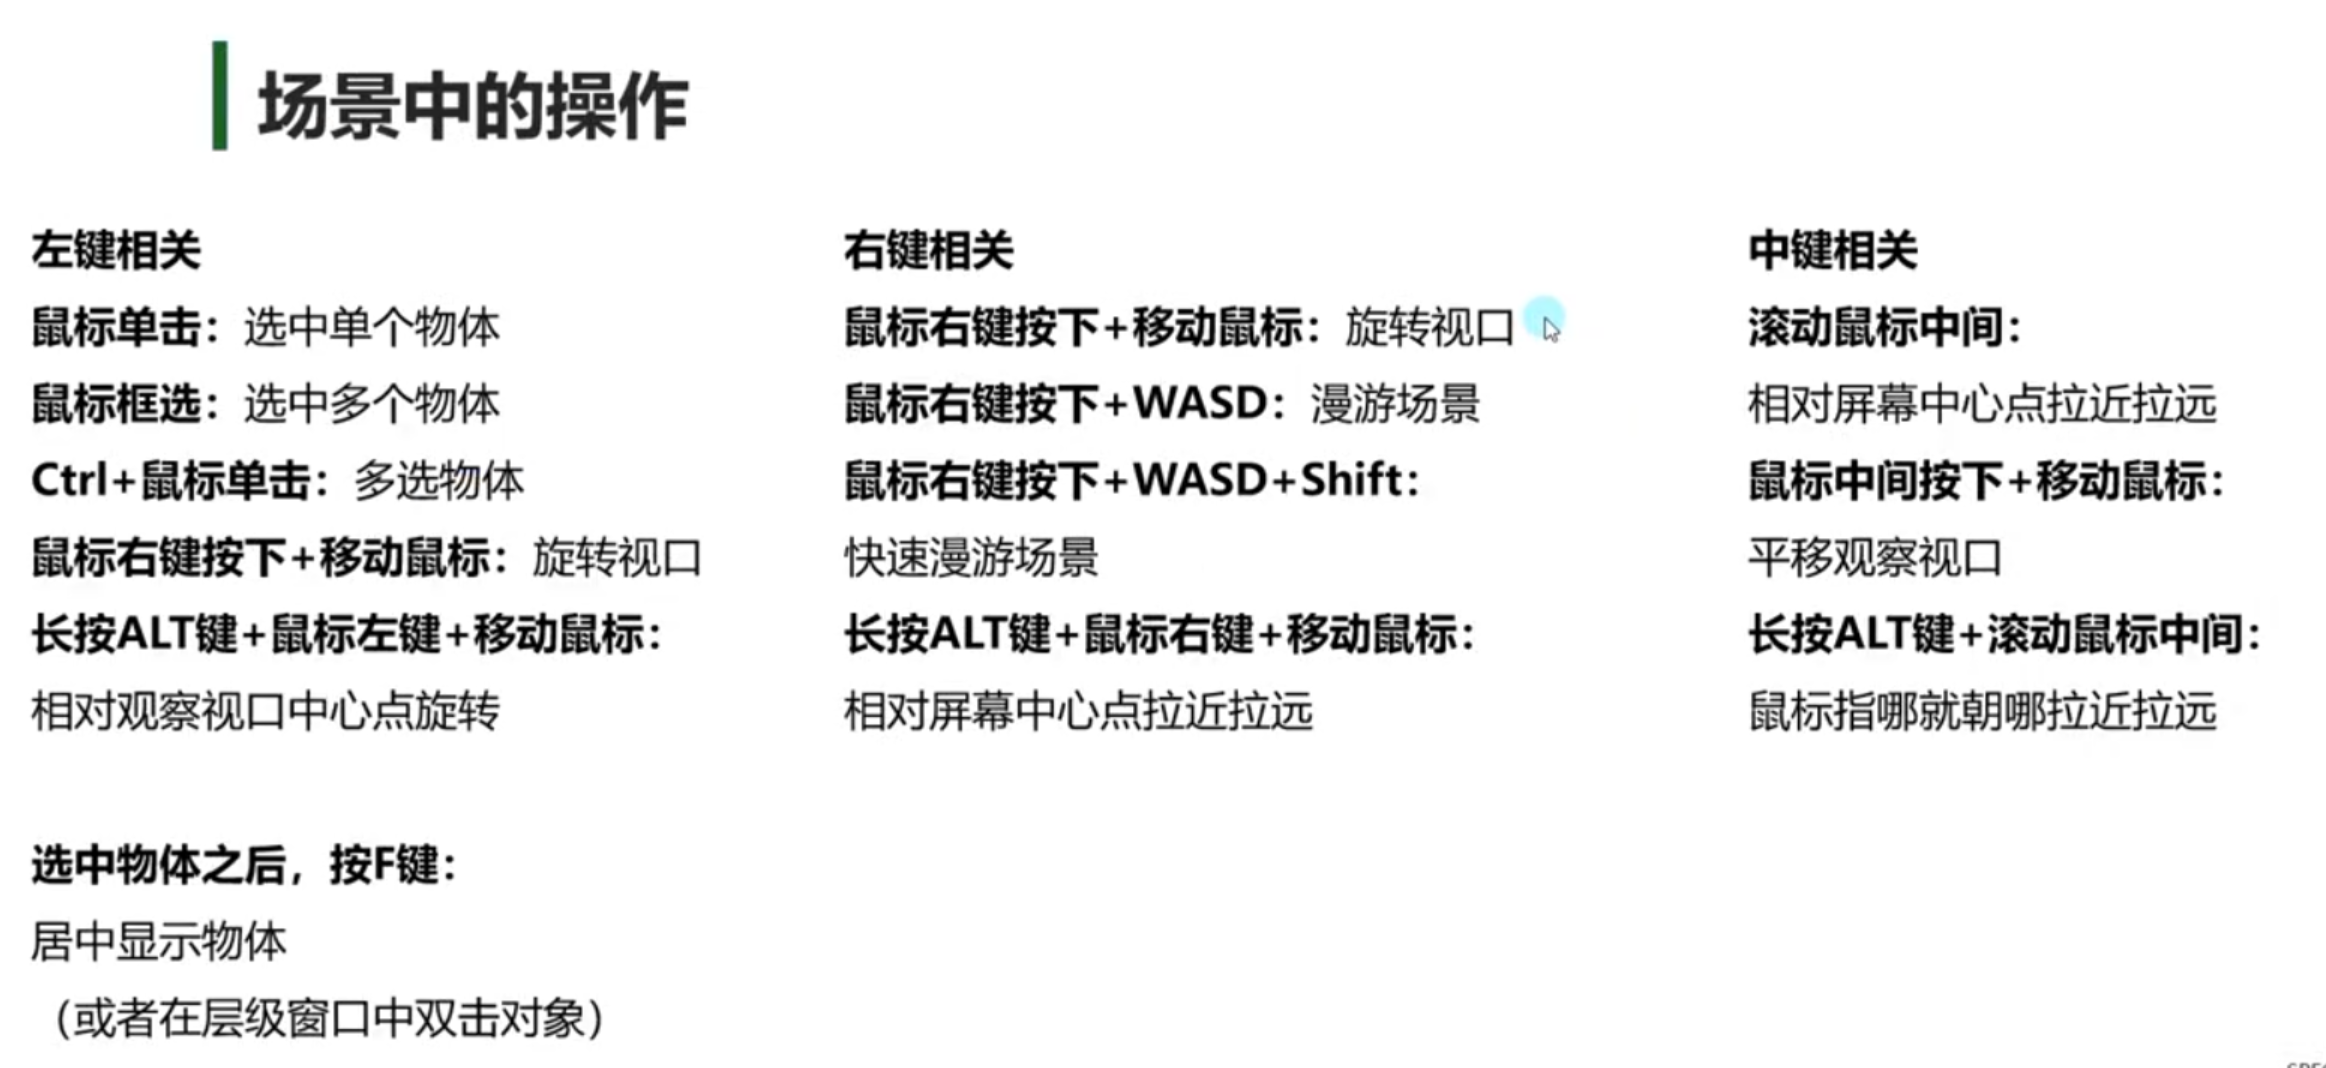 场景中的操作
左键相关
鼠标单击：选中单个物体
鼠标框选：选中多个物体
Ctrl+鼠标单击：多选物体
鼠标右键按下+移动鼠标：旋转视口
长按ALT键+鼠标左键+移动鼠标：
相对观察视口中心点旋转
选中物体之后，按F键：
居中显示物体
（或者在层级窗口中双击对象）
右键相关
鼠标右键按下+移动鼠标：旋转视口
鼠标右键按下+WASD：漫游场景
鼠标右键按下+WASD+Shift：
快速漫游场景
长按ALT键+鼠标右键+移动鼠标：
相对屏幕中心点拉近拉远
中键相关
滚动鼠标中间：
相对屏幕中心点拉近拉远
鼠标中间按下+移动鼠标：
平移观察视口
长按ALT键+滚动鼠标中间：
鼠标指哪就朝哪拉近拉远